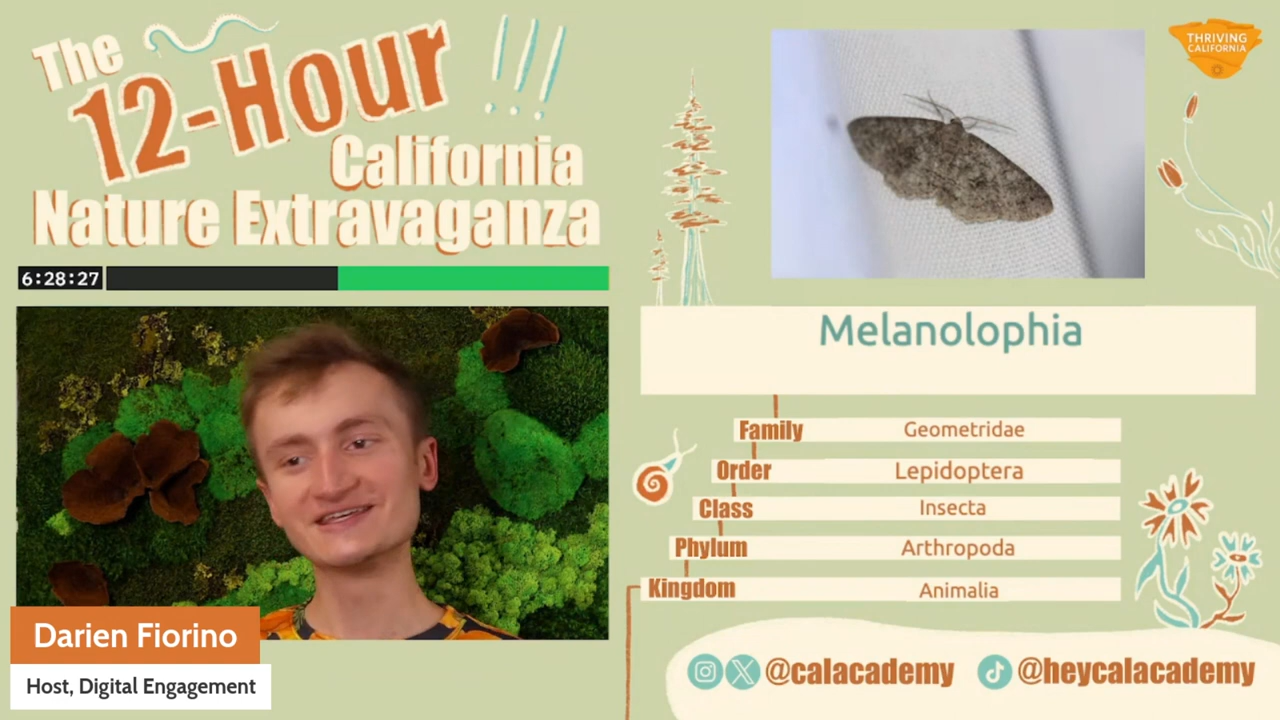 The
12-Hour !!!
California
Nature Extravaganza
6:28:27
Darien Fiorino
Host, Digital Engagement
THRIVING
CALIFORNIA
Melanolophia
Family Geometridae
Order Lepidoptera
Class Insecta
Phylum Arthropoda
Kingdom Animalia
@calacademy @heycalacademy